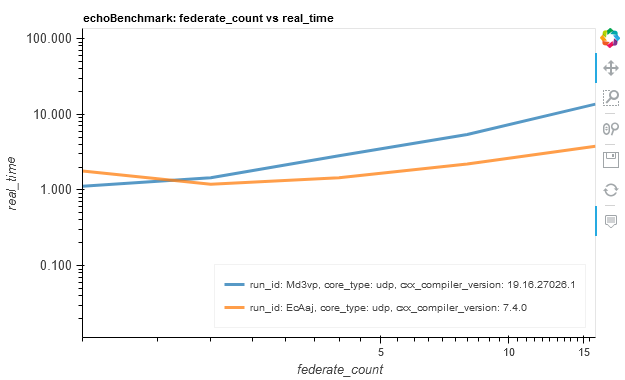 echoBenchmark: federate_count vs real_time
100.000
10.000
1.000
0.100
real_time
run_id: Md3vp, core_type: udp, cxx_compiler_version: 19.16.27026.1
run_id: EcAaj, core_type: udp, cxx_compiler_version: 7.4.0
5
10
15
federate_count